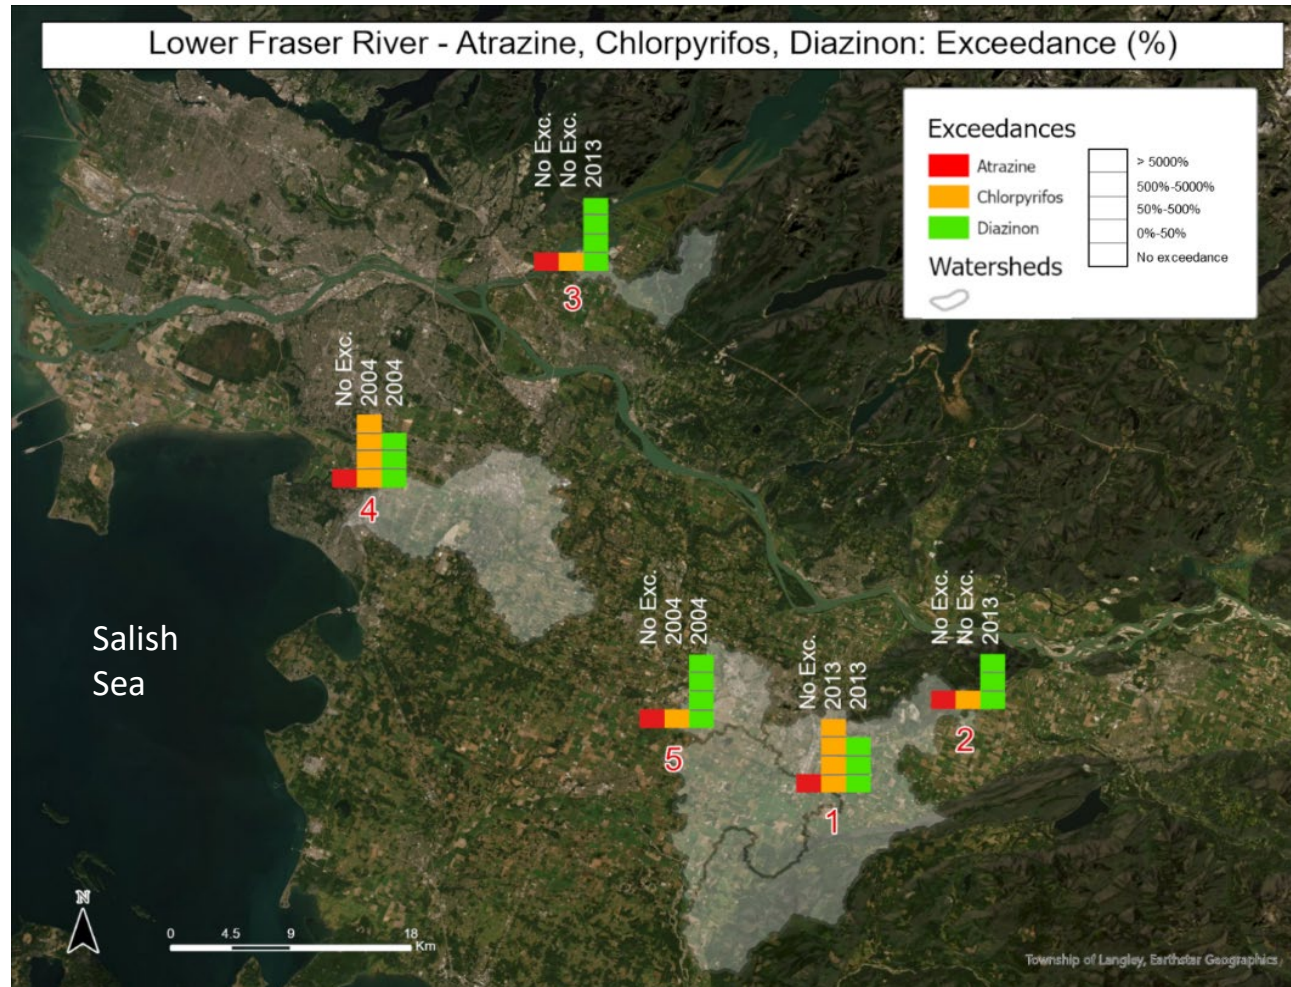 Lower Fraser River - Atrazine, Chlorpyrifos, Diazinon: Exceedance (%)
Exceedances
Atrazine
Chlorpyrifos
Diazinon
> 5000%
500%-5000%
50%-500%
0%-50%
No exceedance
Watersheds
No Exc.
No Exc.
2013
3
No Exc.
2004
2004
4
Salish
Sea
No Exc.
2004
2004
5
No Exc.
2013
2013
1
No Exc.
No Exc.
2013
2
N
0 4.5 9 18
Km
Township of Langley, Earthstar Geographics